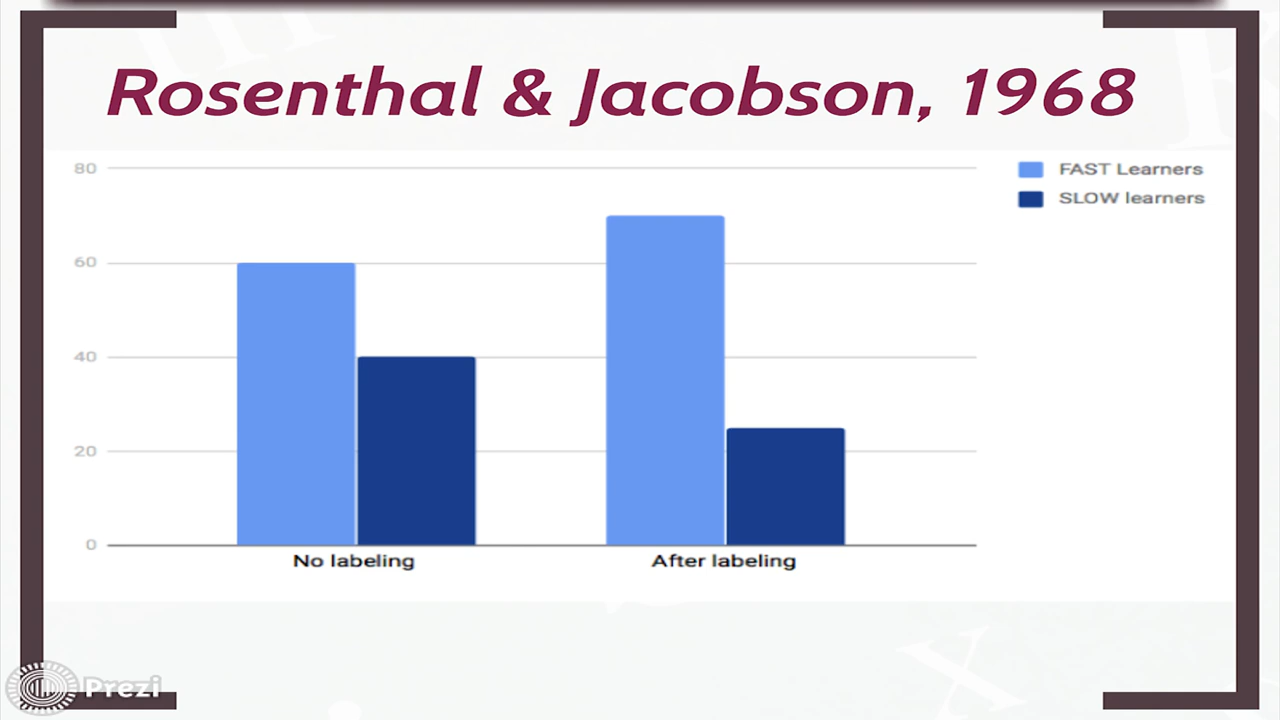 Rosenthal & Jacobson, 1968
80
60
40
20
0
No labeling
After labeling
FAST Learners
SLOW learners
Prezi